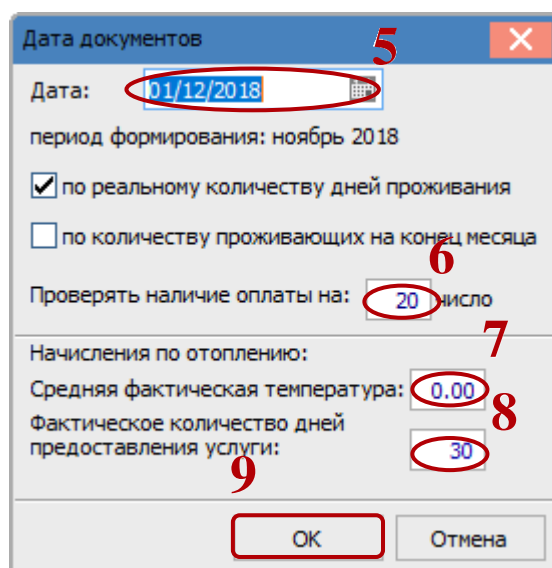 Дата документов
5
Дата: 01/12/2018
период формирования: ноябрь 2018
по реальному количеству дней проживания
по количеству проживающих на конец месяца
6
Проверять наличие оплаты на: 20 число
7
Начисления по отоплению:
Средняя фактическая температура: 0.00
8
Фактическое количество дней
предоставления услуги: 30
9
OK Отмена